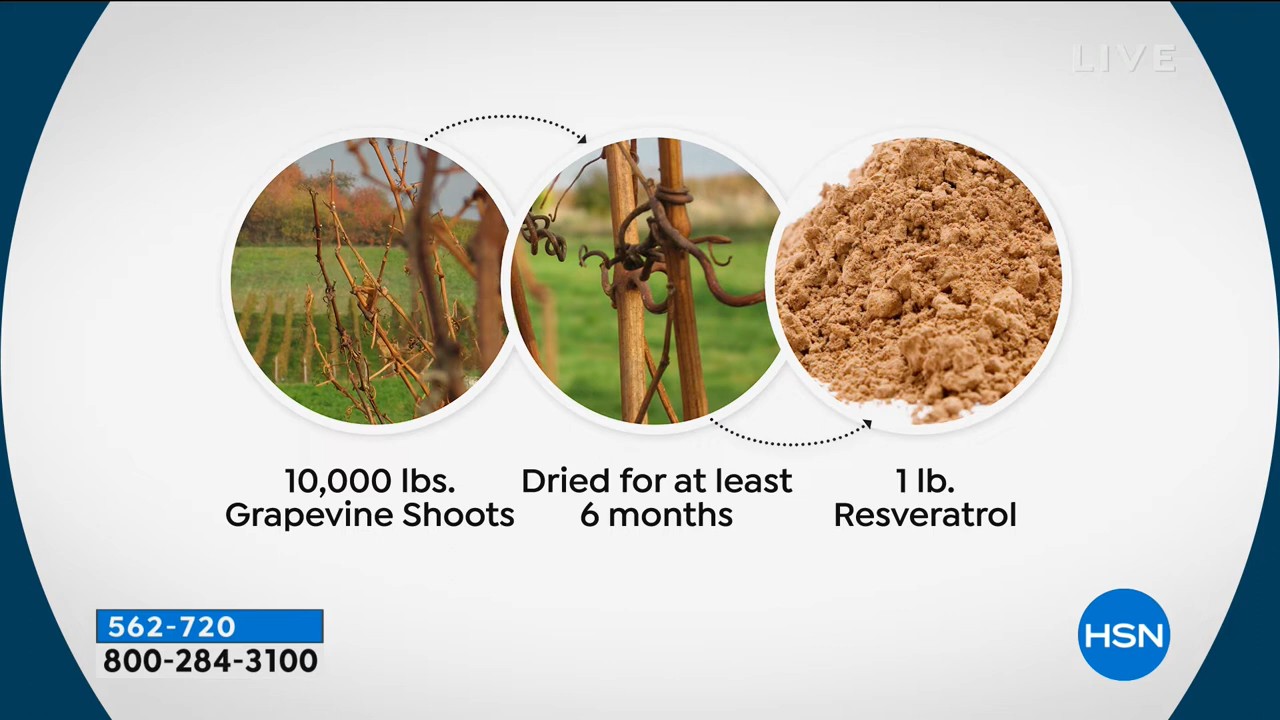 LIVE
10,000 lbs.
Grapevine Shoots
Dried for at least
6 months
1 lb.
Resveratrol
562-720
800-284-3100
HSN